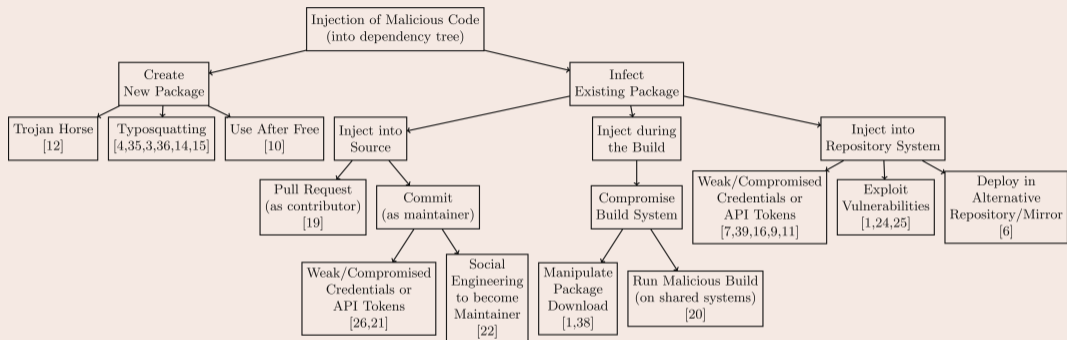 Injection of Malicious Code
(into dependency tree)
Create
New Package
Infect
Existing Package
Trojan Horse
[12]
Typosquatting
[4,35,3,36,14,15]
Use After Free
[10]
Inject into
Source
Inject during
the Build
Inject into
Repository System
Pull Request
(as contributor)
[19]
Commit
(as maintainer)
Compromise
Build System
Weak/Compromised
Credentials or
API Tokens
[7,39,16,9,11]
Exploit
Vulnerabilities
[1,24,25]
Deploy in
Alternative
Repository/Mirror
[6]
Weak/Compromised
Credentials or
API Tokens
[26,21]
Social
Engineering
to become
Maintainer
[22]
Manipulate
Package
Download
[1,38]
Run Malicious Build
(on shared systems)
[20]